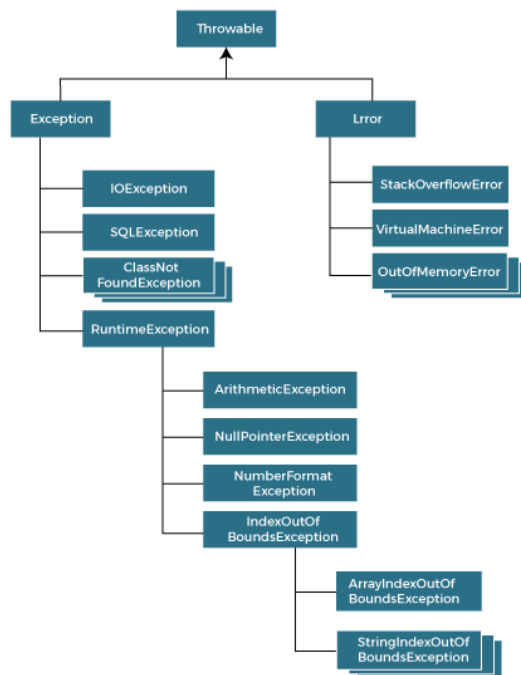 Throwable
Exception
Lrror
IOException
StackOverflowError
SQLException
VirtualMachineError
ClassNot
FoundException
OutOfMemoryError
RuntimeException
ArithmeticException
NullPointerException
NumberFormat
Exception
IndexOutOf
BoundsException
ArrayIndexOutOf
BoundsException
StringIndexOutOf
BoundsException